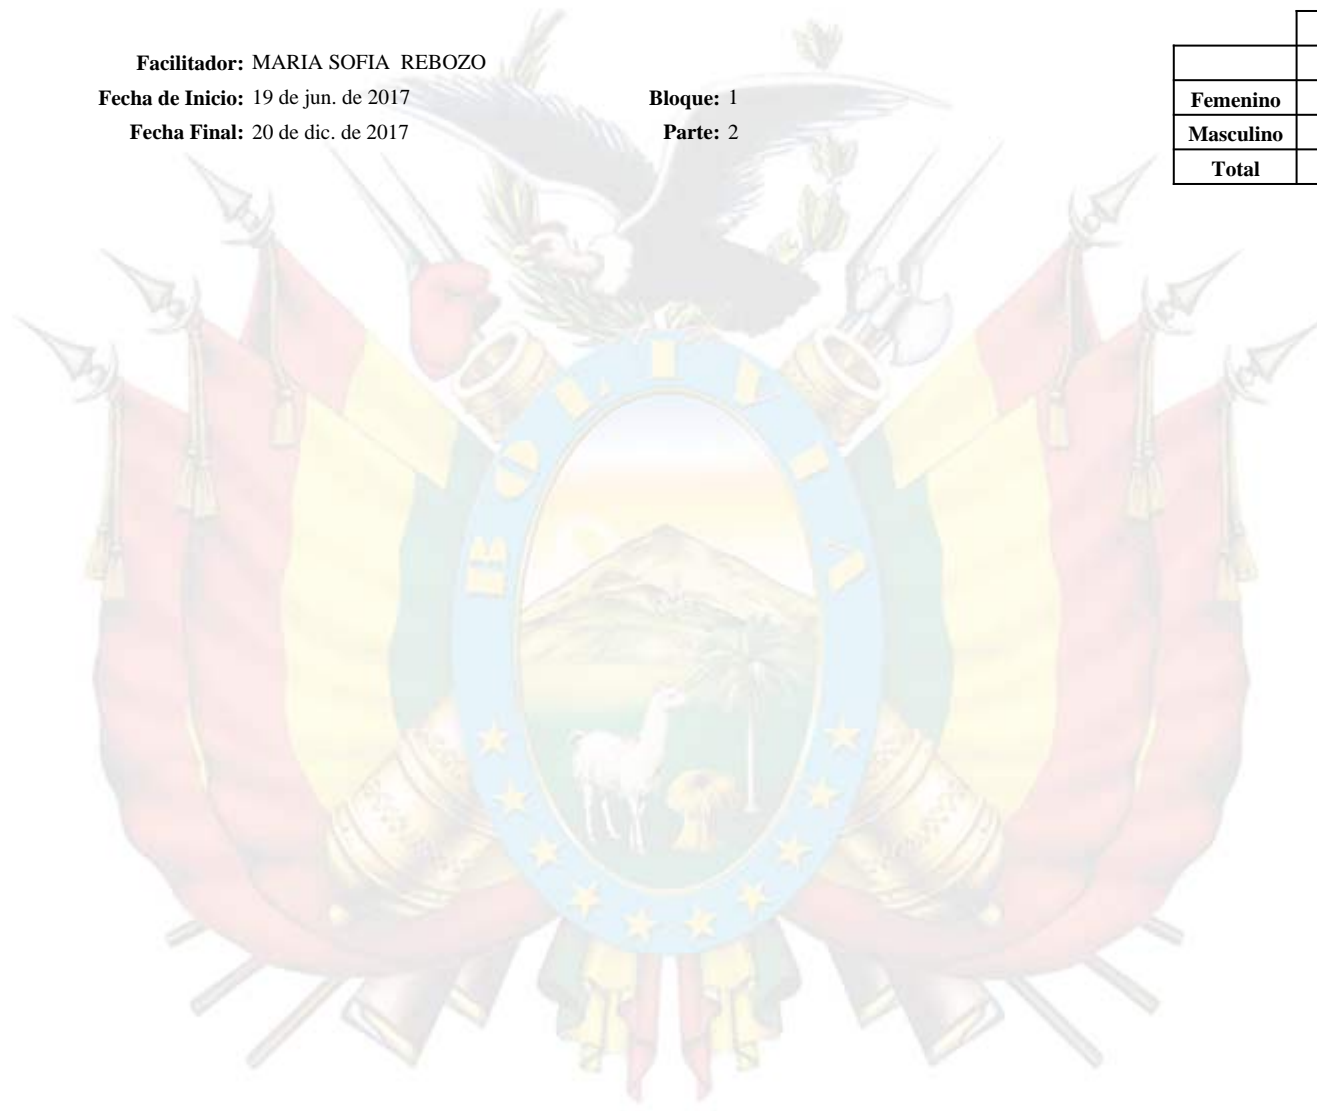 Facilitador: MARIA SOFIA REBOZO
Fecha de Inicio: 19 de jun. de 2017 Bloque: 1
Fecha Final: 20 de dic. de 2017 Parte: 2
Femenino
Masculino
Total
BOLIVIA